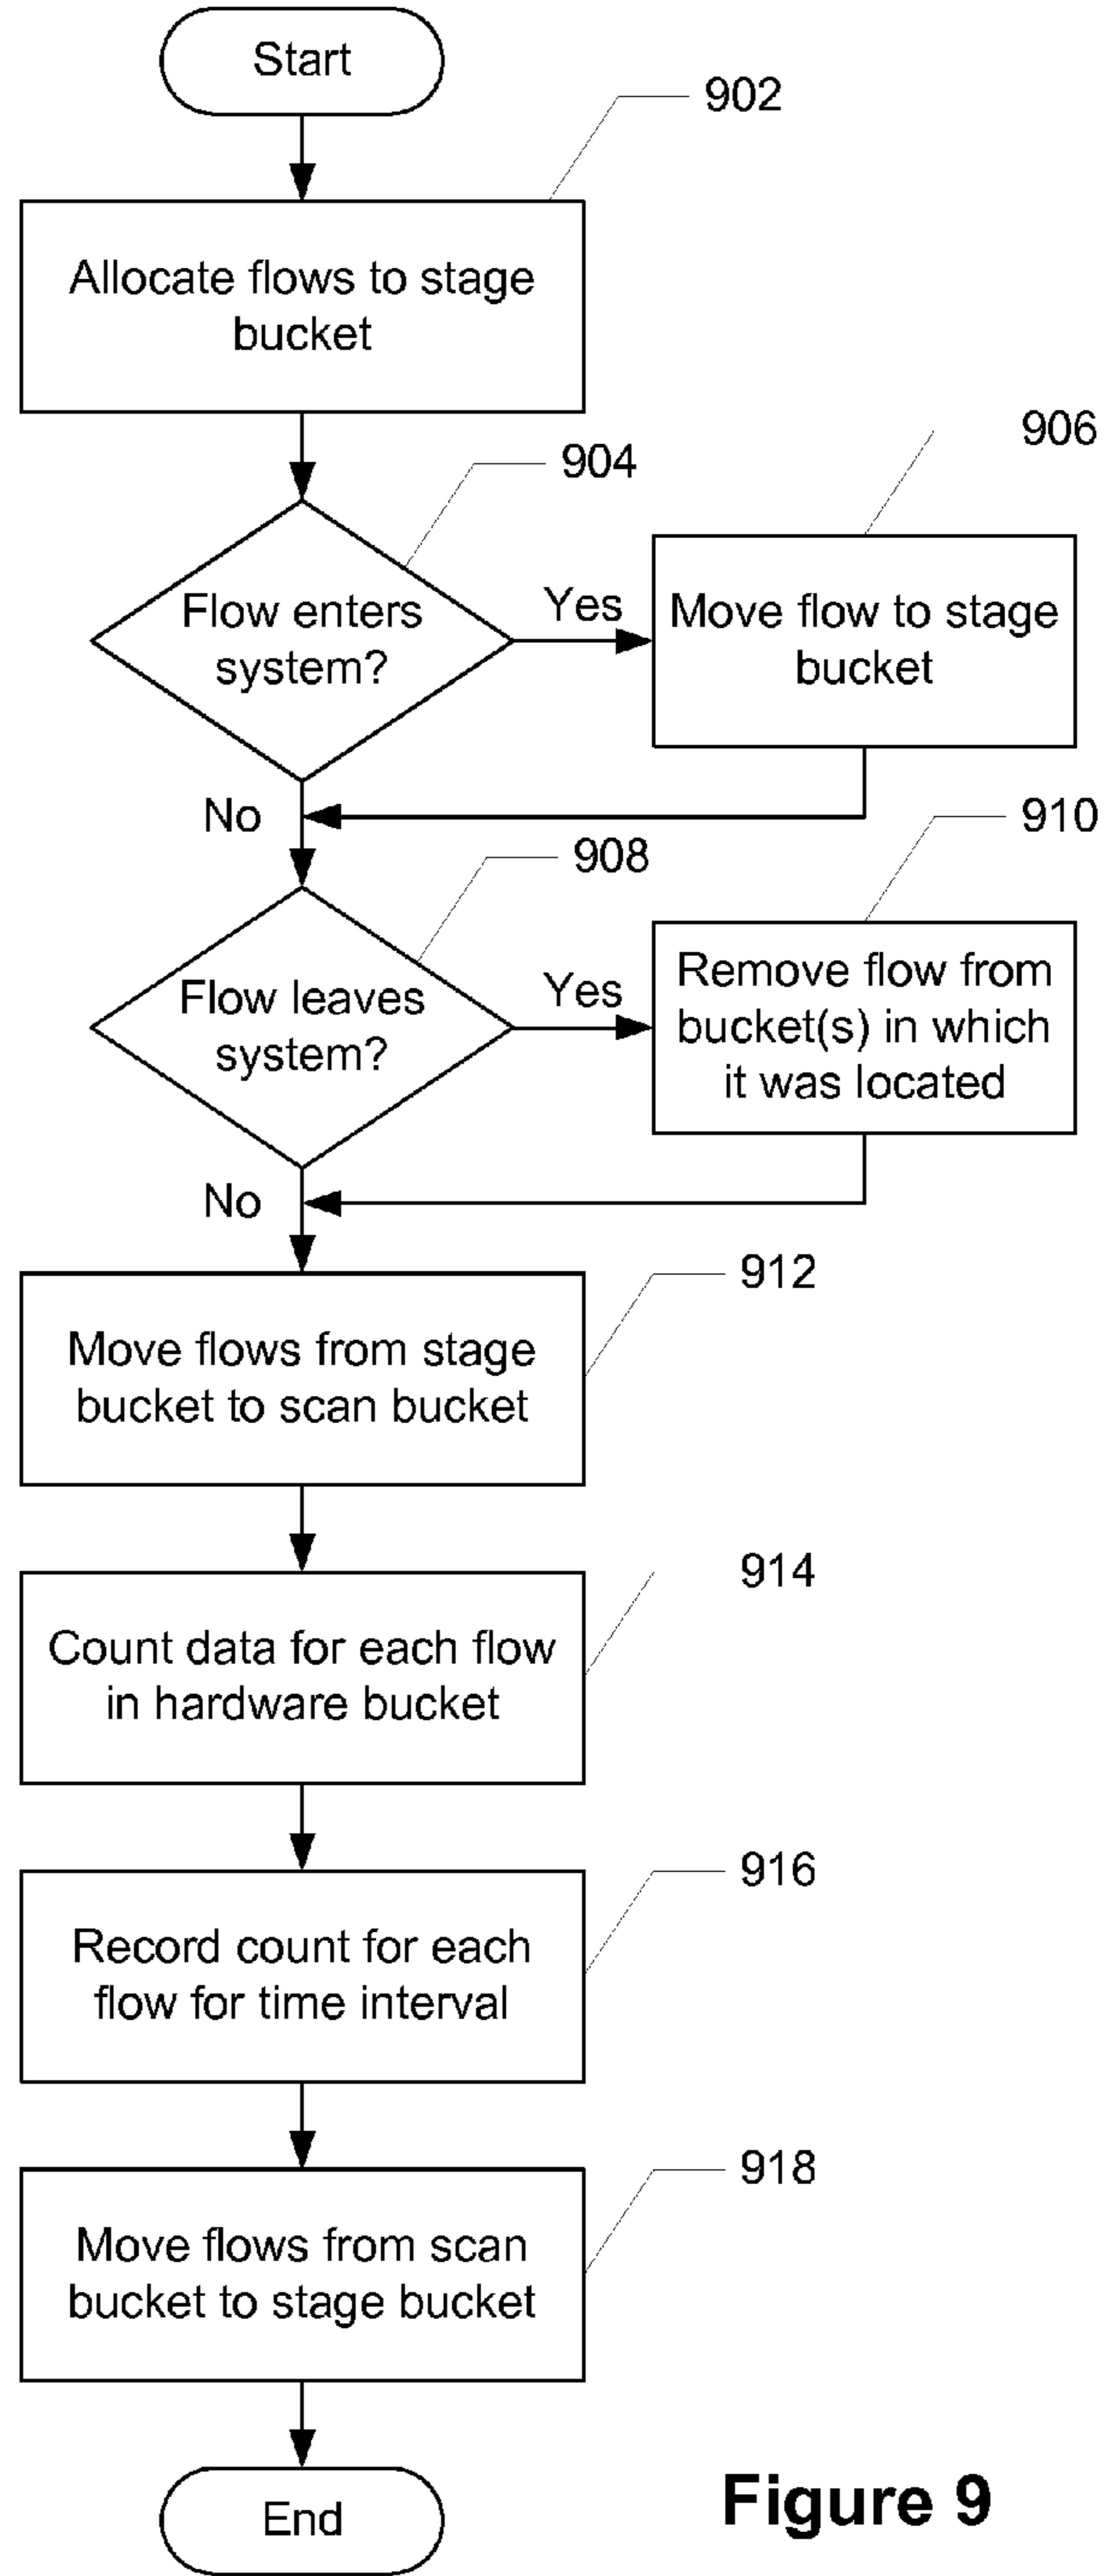 Start
902
Allocate flows to stage
bucket
904
906
Flow enters
system?
Yes
Move flow to stage
bucket
No
908
910
Flow leaves
system?
Yes
Remove flow from
bucket(s) in which
it was located
No
912
Move flows from stage
bucket to scan bucket
914
Count data for each flow
in hardware bucket
916
Record count for each
flow for time interval
918
Move flows from scan
bucket to stage bucket
End
Figure 9